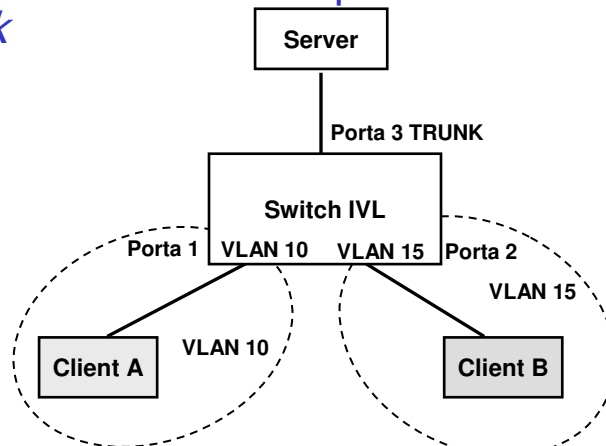 k
Server
Porta 3 TRUNK
Switch IVL
Porta 1 VLAN 10 VLAN 15 Porta 2
VLAN 15
VLAN 10
Client A
Client B